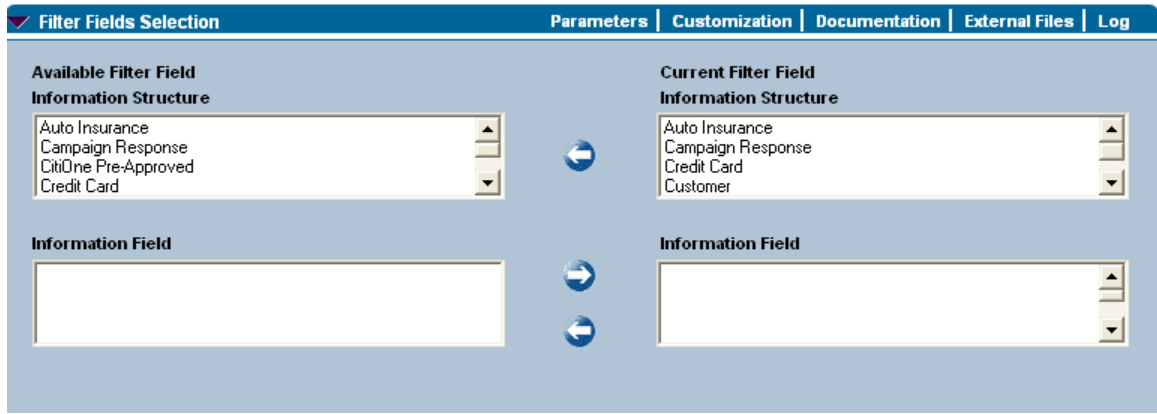 Filter Fields Selection Parameters | Customization | Documentation | External Files | Log
Available Filter Field
Information Structure
Auto Insurance
Campaign Response
CitiOne Pre-Approved
Credit Card
Current Filter Field
Information Structure
Auto Insurance
Campaign Response
Credit Card
Customer
Information Field
Information Field